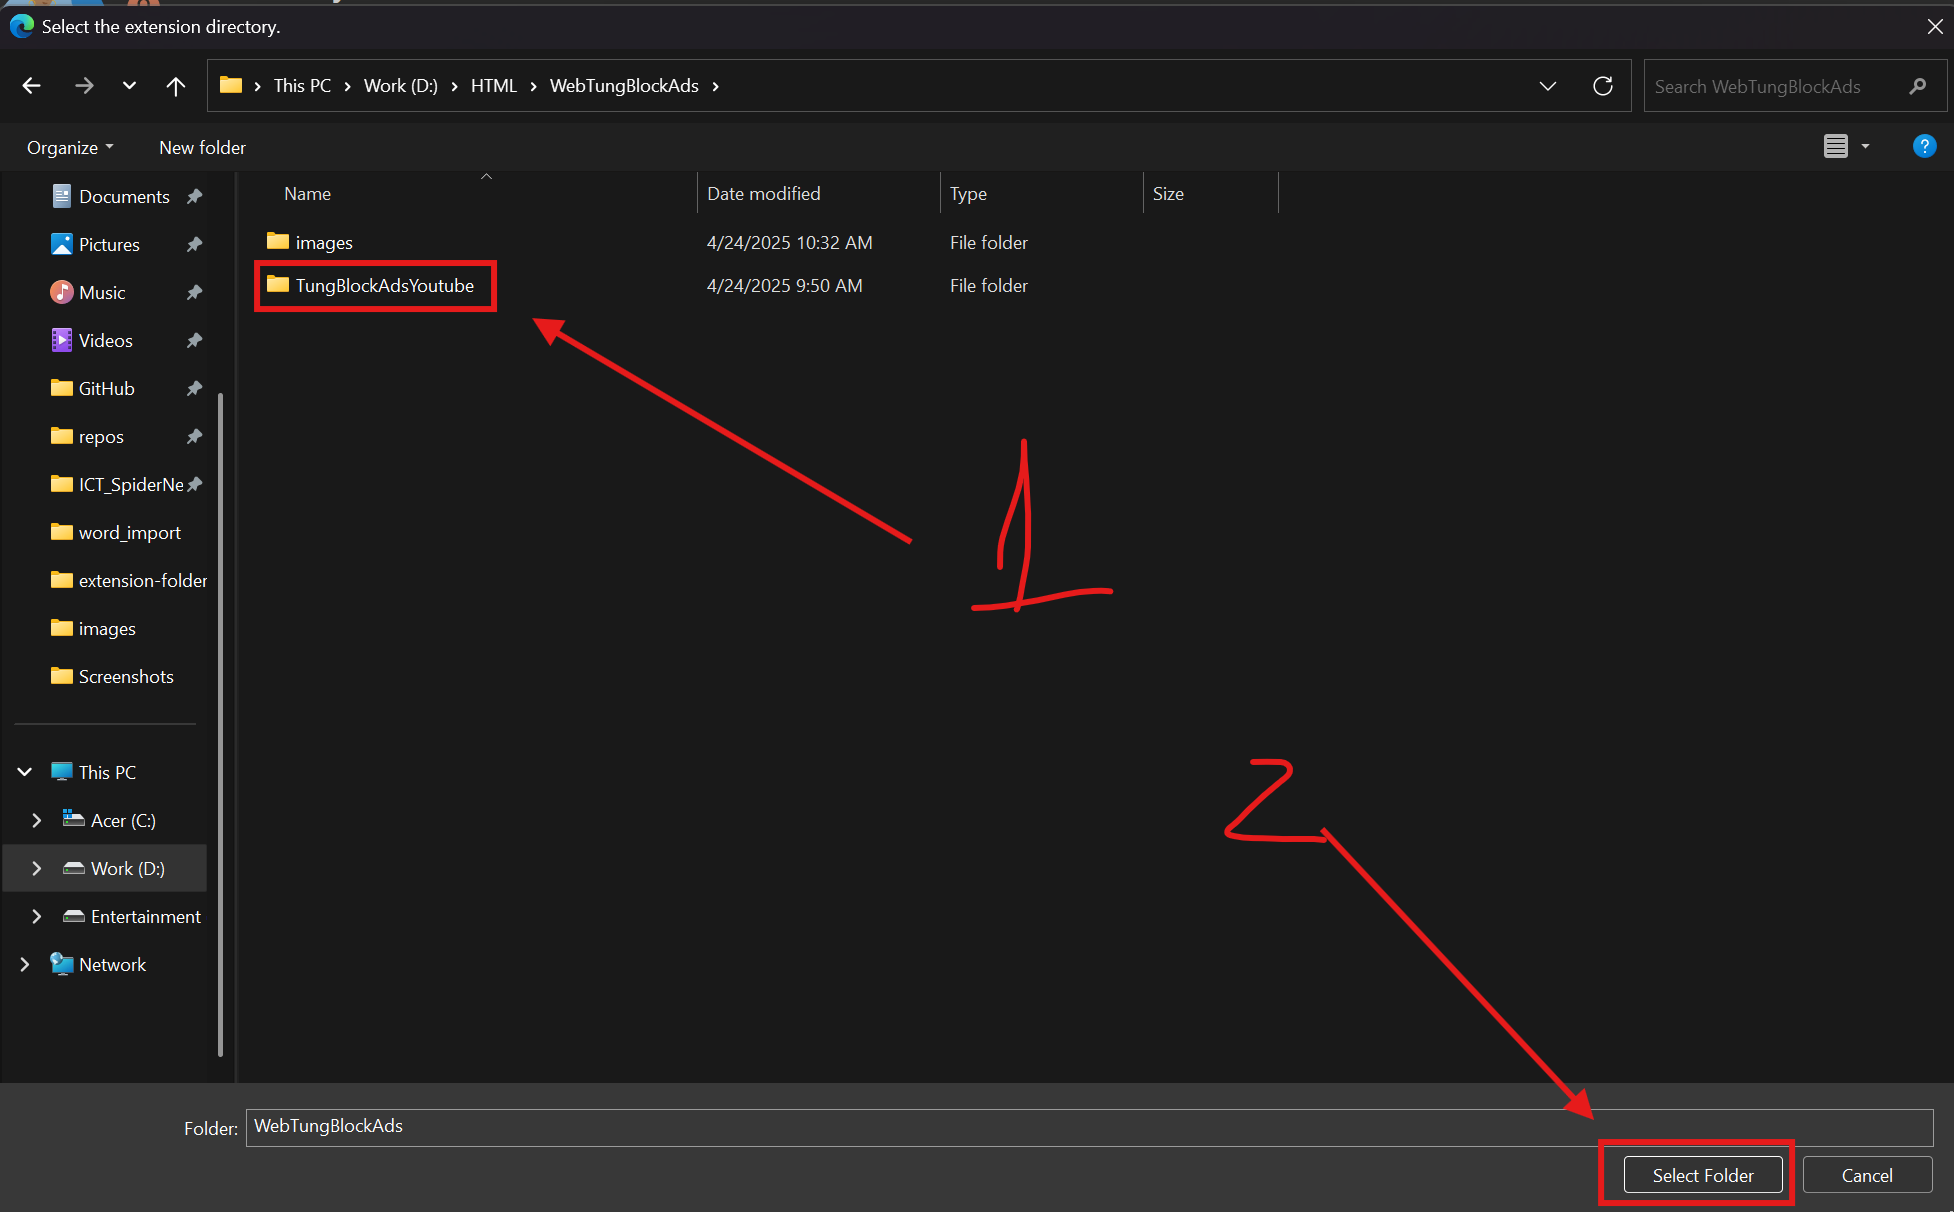 Select the extension directory.
This PC
Work (D:)
HTML
WebTungBlockAds
Search WebTungBlockAds
Organize
New folder
Documents
Pictures
Music
Videos
GitHub
repos
ICT_SpiderNe
word_import
extension-folder
images
Screenshots
This PC
Acer (C:)
Work (D:)
Entertainment
Network
Name Date modified Type Size
images 4/24/2025 10:32 AM File folder
TungBlockAdsYoutube 4/24/2025 9:50 AM File folder
1
2
Folder: WebTungBlockAds
Select Folder
Cancel